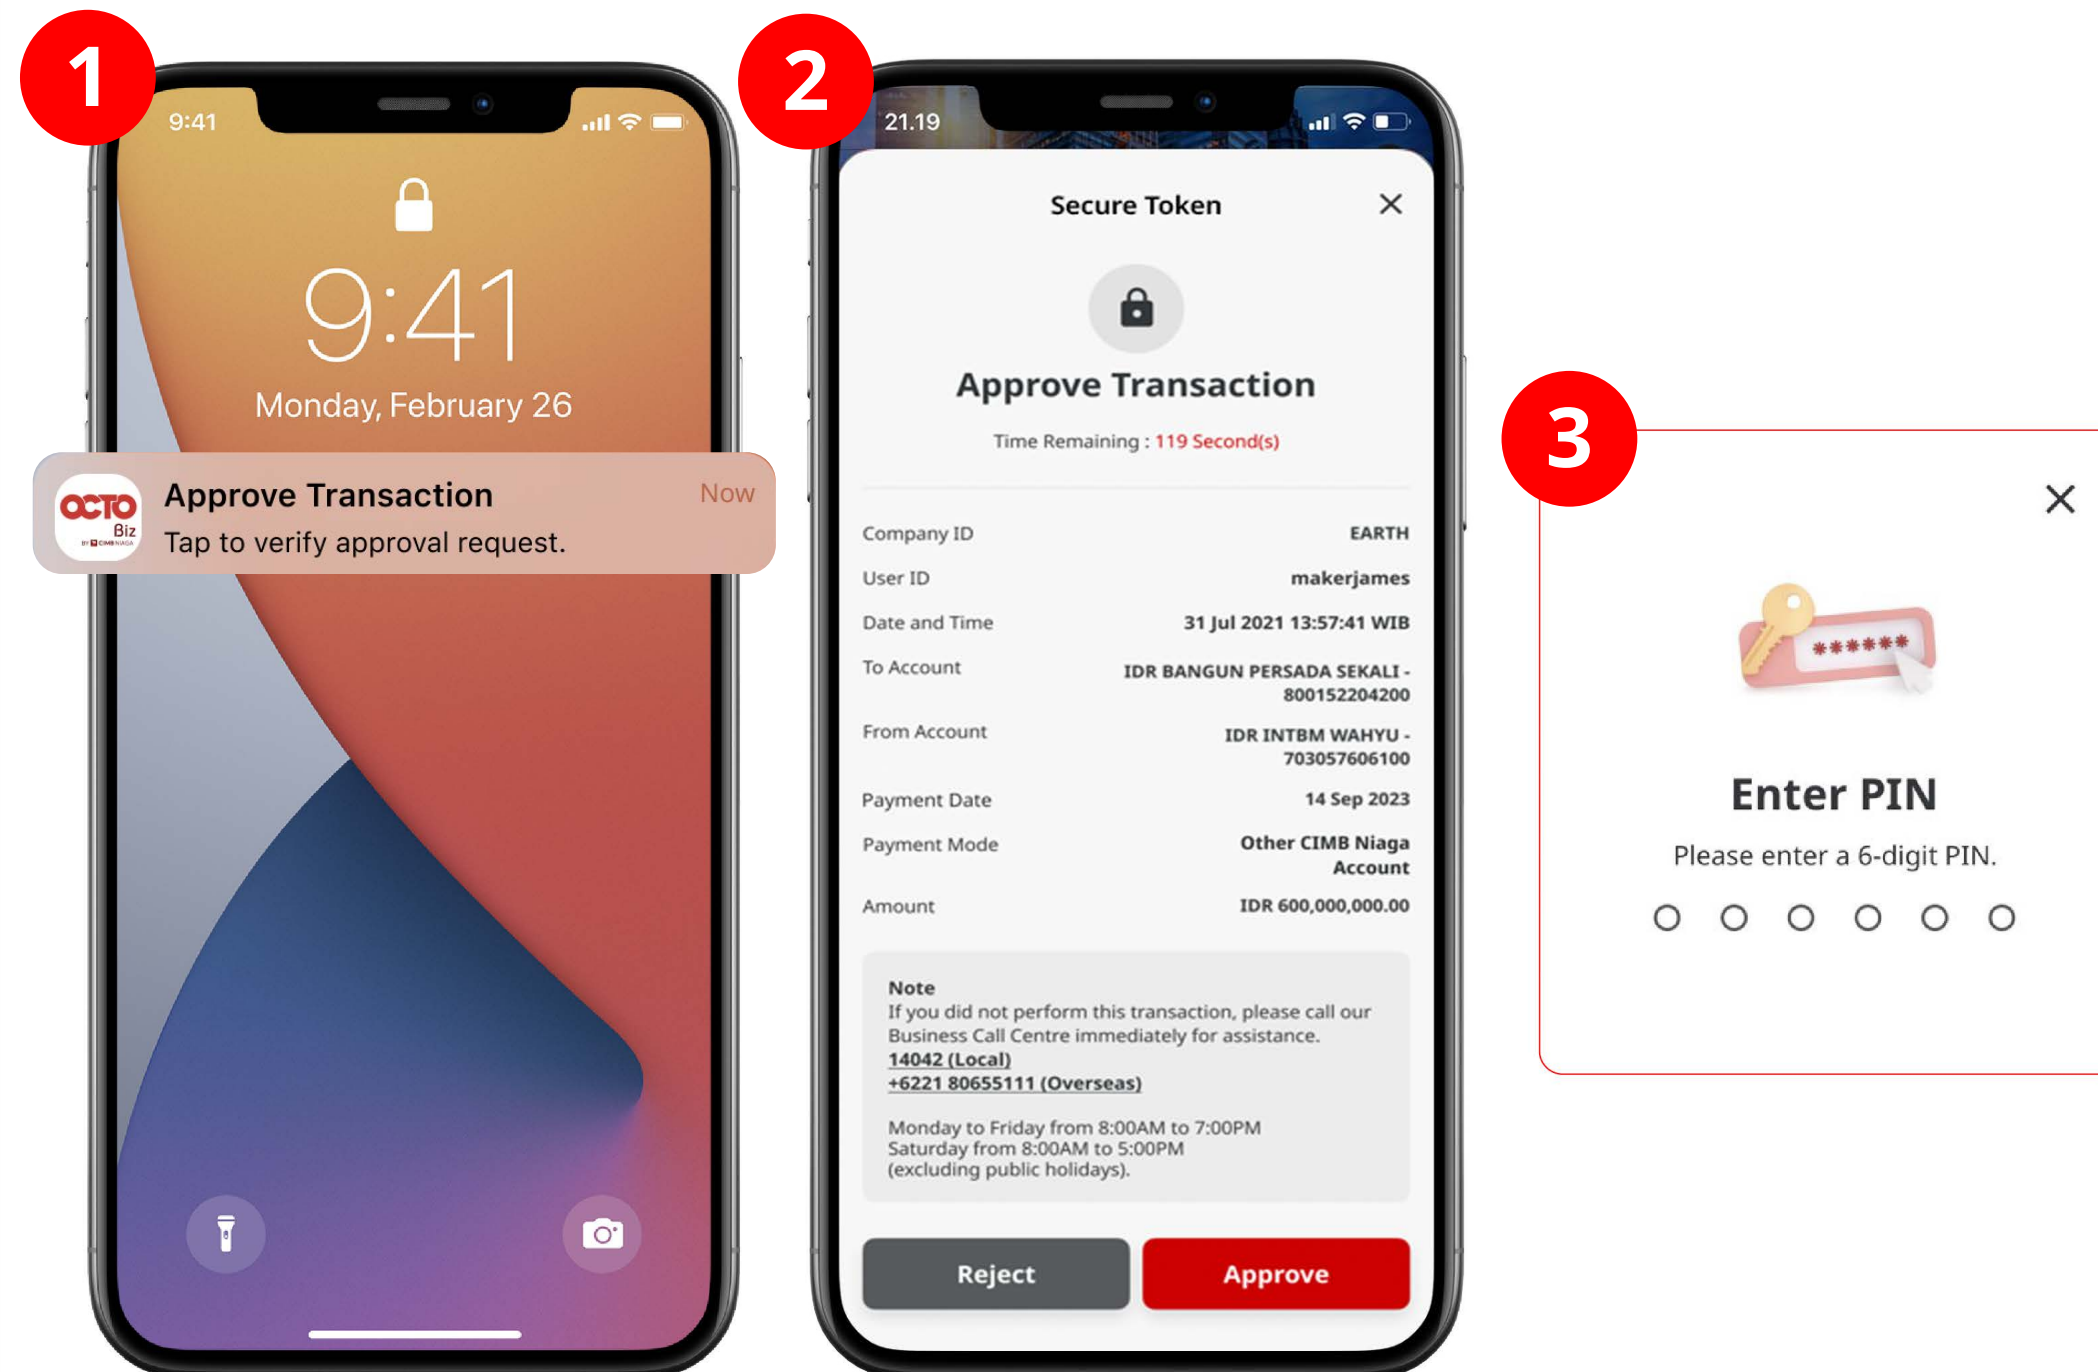 1
9:41
9:41
Monday, February 26
OCTO
Biz
BY CIMB NIAGA
Approve Transaction
Now
Tap to verify approval request.
2
21.19
Secure Token
Approve Transaction
Time Remaining : 119 Second(s)
Company ID EARTH
User ID makerjames
Date and Time 31 Jul 2021 13:57:41 WIB
To Account IDR BANGUN PERSADA SEKALI -
800152204200
From Account IDR INTBM WAHYU -
703057606100
Payment Date 14 Sep 2023
Payment Mode Other CIMB Niaga
Account
Amount IDR 600,000,000.00
Note
If you did not perform this transaction, please call our
Business Call Centre immediately for assistance.
14042 (Local)
+6221 80655111 (Overseas)
Monday to Friday from 8:00AM to 7:00PM
Saturday from 8:00AM to 5:00PM
(excluding public holidays).
Reject
Approve
3
******
Enter PIN
Please enter a 6-digit PIN.